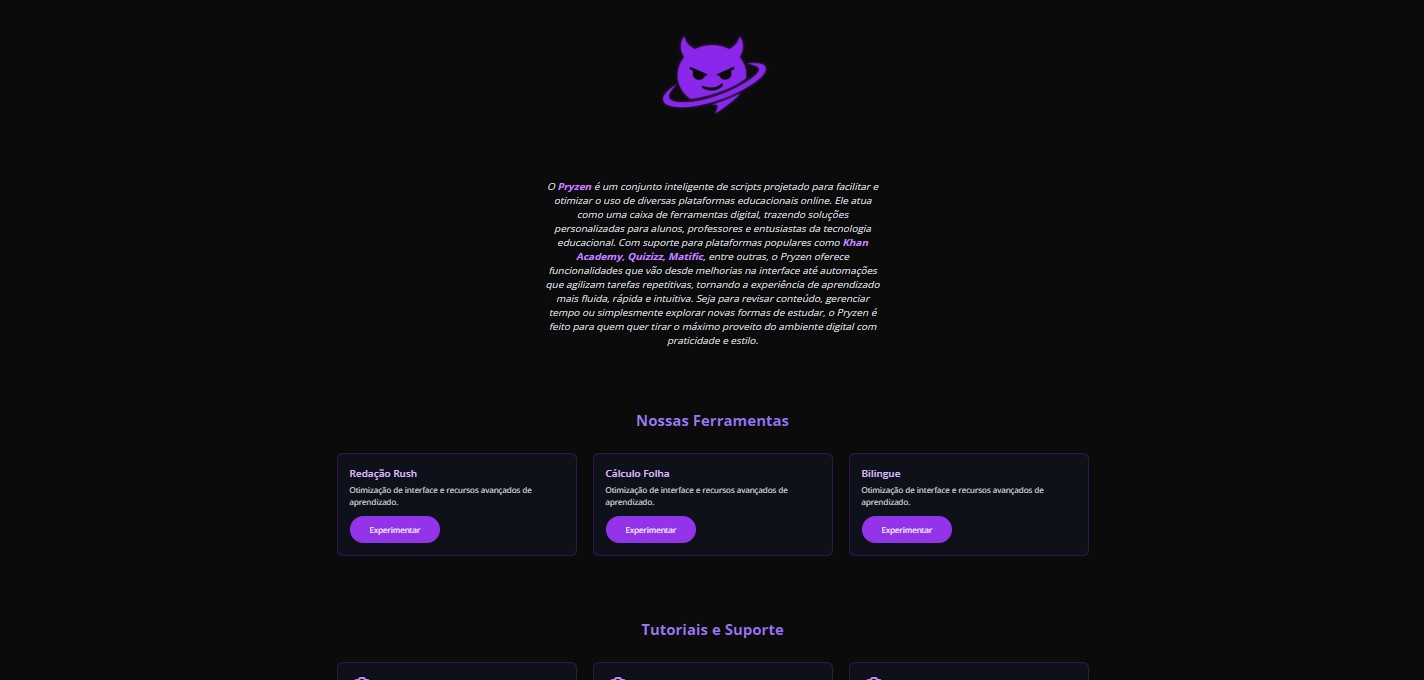 O Pryzen é um conjunto inteligente de scripts projetado para facilitar e
otimizar o uso de diversas plataformas educacionais online. Ele atua
como uma caixa de ferramentas digital, trazendo soluções
personalizadas para alunos, professores e entusiastas da tecnologia
educacional. Com suporte para plataformas populares como Khan
Academy, Quizizz, Matific, entre outras, o Pryzen oferece
funcionalidades que vão desde melhorias na interface até automações
que agilizam tarefas repetitivas, tornando a experiência de aprendizado
mais fluida, rápida e intuitiva. Seja para revisar conteúdo, gerenciar
tempo ou simplesmente explorar novas formas de estudar, o Pryzen é
feito para quem quer tirar o máximo proveito do ambiente digital com
praticidade e estilo.
Nossas Ferramentas
Redação Rush
Otimização de interface e recursos avançados de
aprendizado.
Experimentar
Cálculo Folha
Otimização de interface e recursos avançados de
aprendizado.
Experimentar
Bilingue
Otimização de interface e recursos avançados de
aprendizado.
Experimentar
Tutoriais e Suporte